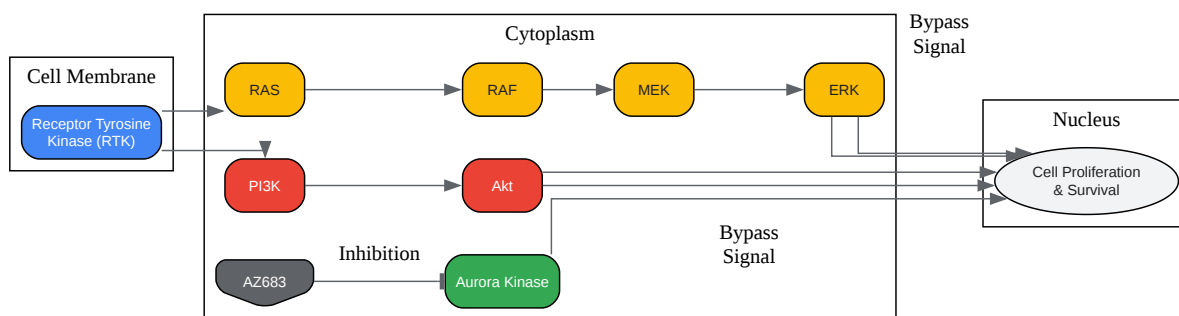 Bypass
Signal
Cytoplasm
Cell Membrane
RAS
RAF
MEK
ERK
Receptor Tyrosine
Kinase (RTK)
Nucleus
PI3K
Akt
Cell Proliferation
& Survival
Bypass
Signal
Inhibition
AZ683
Aurora Kinase